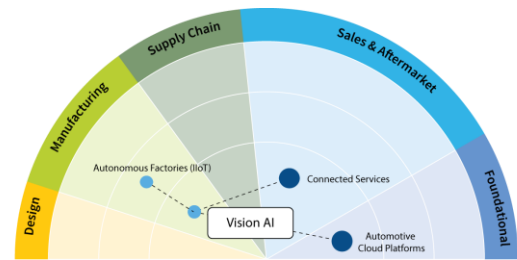 Supply Chain
Sales & Aftermarket
Manufacturing
Autonomous Factories (IIoT)
Connected Services
Design
Vision AI
Foundational
Automotive
Cloud Platforms